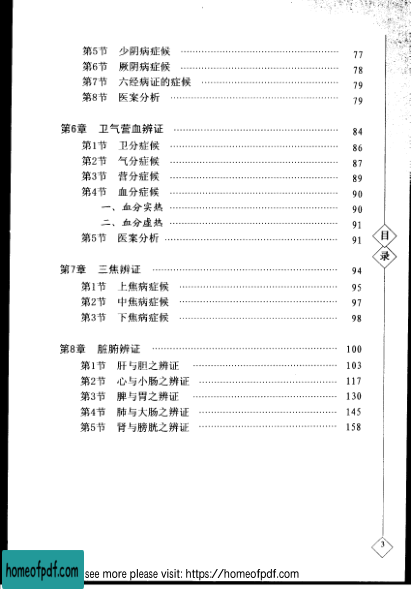 第5节 少阴病症候 77
第6节 厥阴病症候 78
第7节 六经病证的症候 79
第8节 医案分析 79
第6章 卫气营血辨证 84
第1节 卫分症候 86
第2节 气分症候 87
第3节 营分症候 89
第4节 血分症候 90
一、血分实热 90
二、血分虚热 91
第5节 医案分析 91
第7章 三焦辨证 94
第1节 上焦病症候 95
第2节 中焦病症候 97
第3节 下焦病症候 98
第8章 脏腑辨证 100
第1节 肝与胆之辨证 103
第2节 心与小肠之辨证 117
第3节 脾与胃之辨证 130
第4节 肺与大肠之辨证 145
第5节 肾与膀胱之辨证 158
目
录
3
homeofpdf.com
see more please visit: https://homeofpdf.com